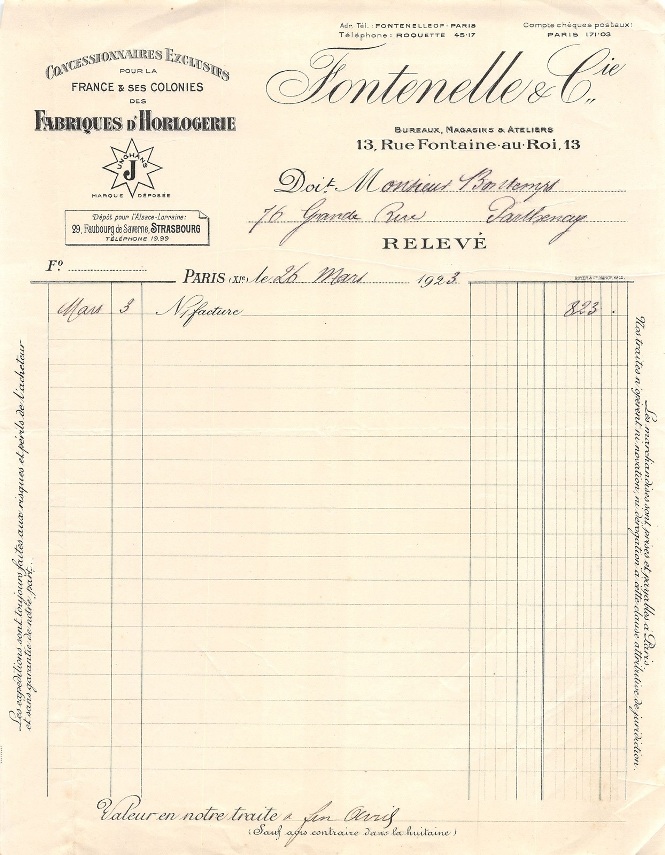 Adr. Tél.: FONTENELLEOF-PARIS
Téléphone: ROQUETTE 45-17
Compte chèques postaux:
PARIS 171-03
CONCESSIONNAIRES EXCLUSIFS
POUR LA
FRANCE & SES COLONIES
DES
FABRIQUES D'HORLOGERIE
JUNGHANS
J
MARQUE DÉPOSÉE
Dépôt pour l'Alsace-Lorraine:
29, Faubourg de Saverne, STRASBOURG
TÉLÉPHONE 19.99
Fontenelle & Cie
BUREAUX, MAGASINS & ATELIERS
13, Rue Fontaine-au-Roi, 13
Doit Monsieur Bontemps
76 Grande Rue Parthenay
RELEVÉ
Fo
PARIS (XIe) le 26 Mars 1923
Mars 3 N/facture 823
Les expéditions sont toujours faites aux risques et périls de l'acheteur
et sans garantie de notre part.
Les marchandises sont prises et payables à Paris.
Nos traites n'opèrent ni novation, ni dérogation à cette clause attributive de juridiction.
Valeur en notre traite à fin Avril
(Sauf avis contraire dans la huitaine)